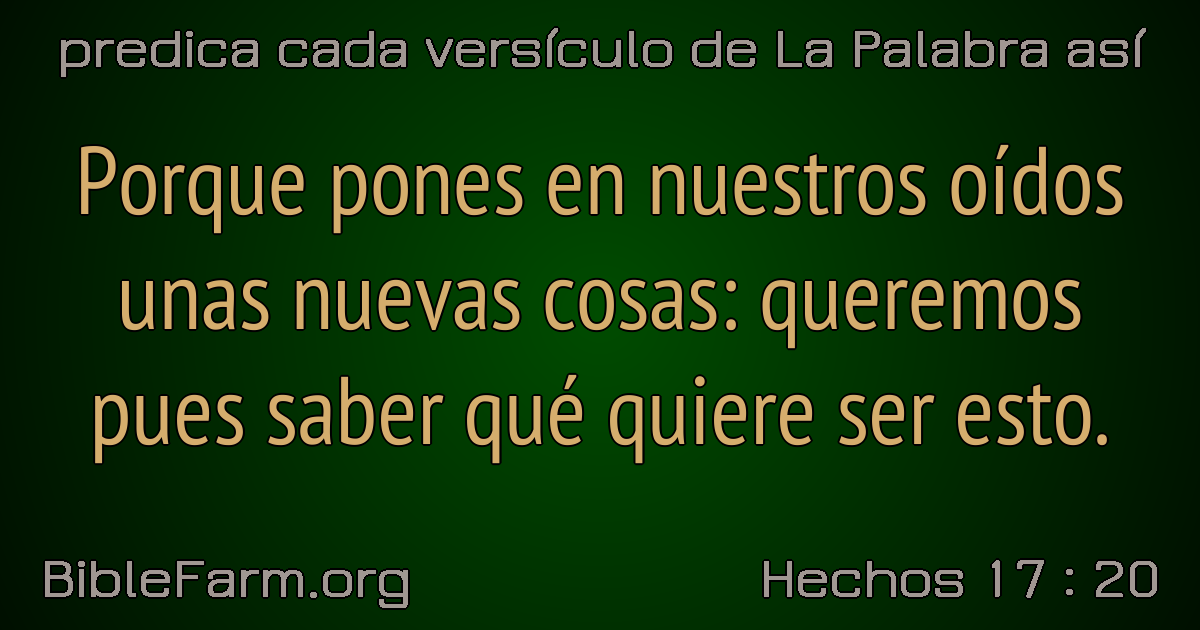 predica cada versículo de La Palabra así
Porque pones en nuestros oídos
unas nuevas cosas: queremos
pues saber qué quiere ser esto.
BibleFarm.org
Hechos 17 : 20